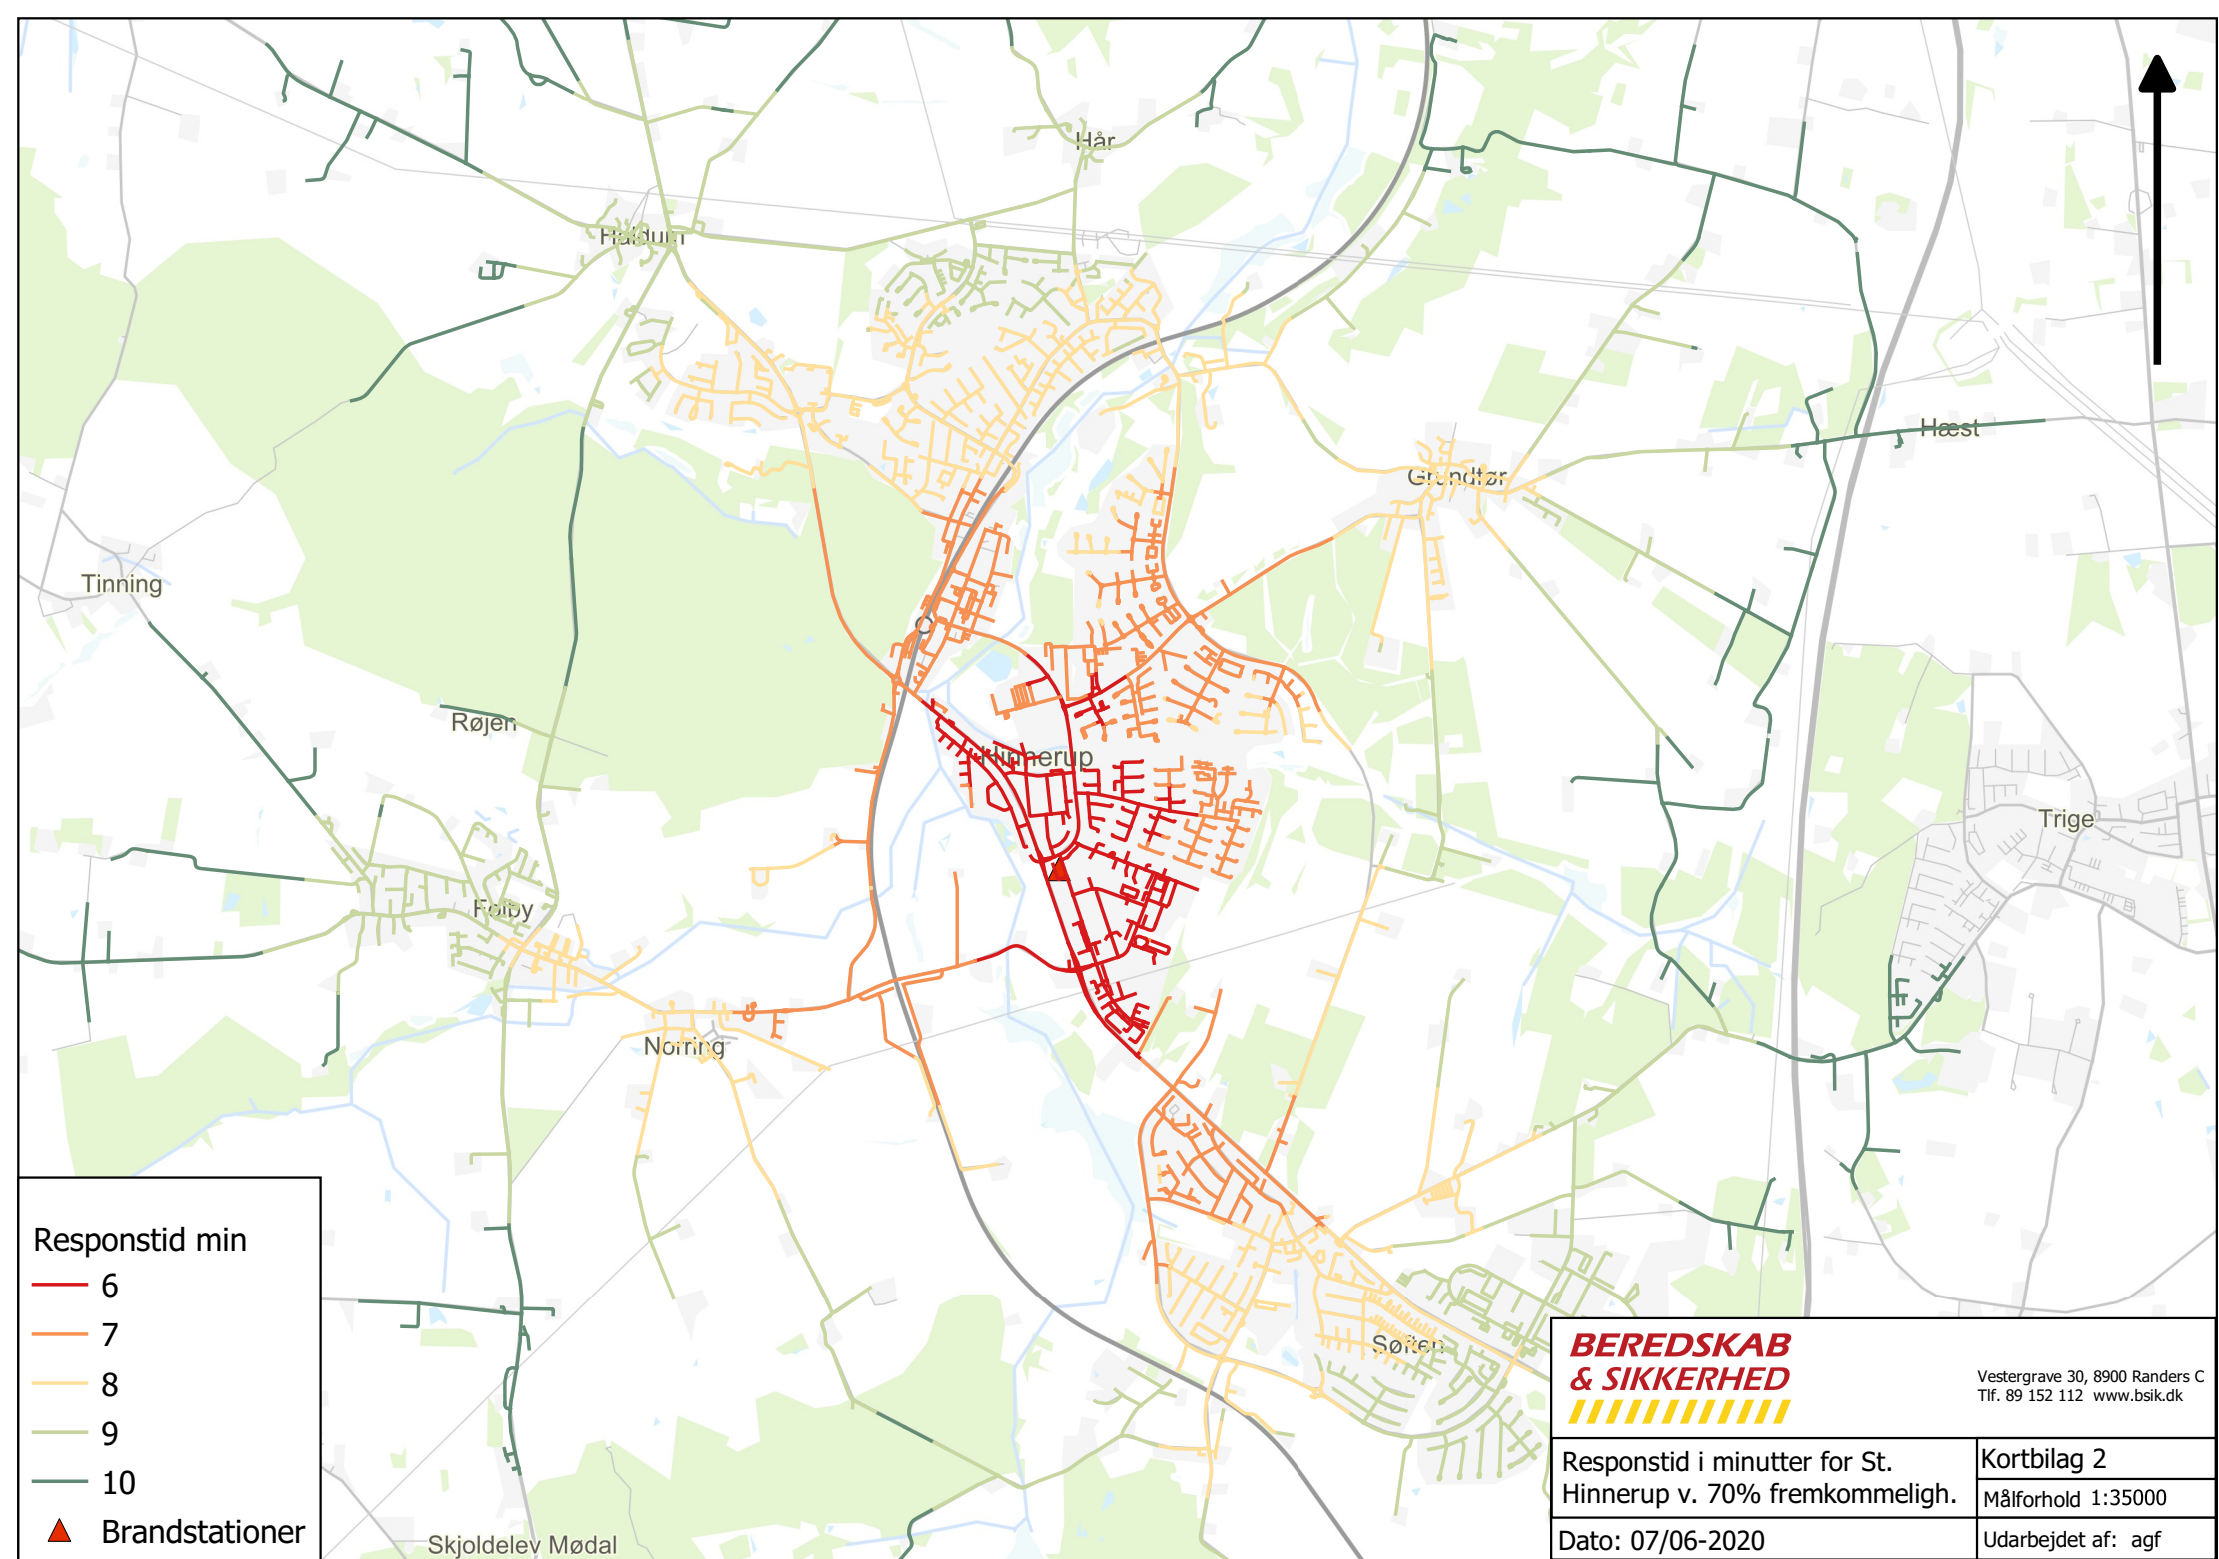 Hår
Haldum
Hæst
Grundfør
Tinning
Røjen
Hinnerup
Trige
Folby
Norring
Søften
Skjoldelev Mødal
Responstid min
6
7
8
9
10
Brandstationer
BEREDSKAB
& SIKKERHED
Vestergrave 30, 8900 Randers C
Tlf. 89 152 112 www.bsik.dk
Responstid i minutter for St.
Hinnerup v. 70% fremkommeligh.
Kortbilag 2
Målforhold 1:35000
Dato: 07/06-2020
Udarbejdet af: agf